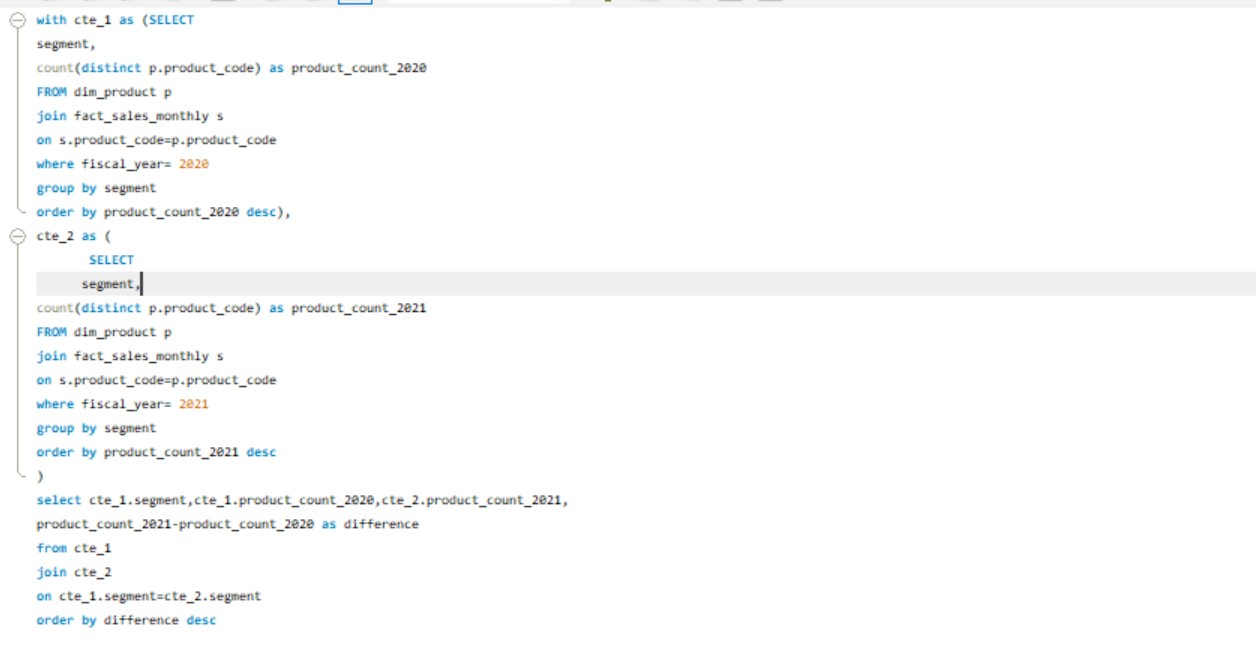 with cte_1 as (SELECT
segment,
count(distinct p.product_code) as product_count_2020
FROM dim_product p
join fact_sales_monthly s
on s.product_code=p.product_code
where fiscal_year= 2020
group by segment
order by product_count_2020 desc),
cte_2 as (
SELECT
segment,
count(distinct p.product_code) as product_count_2021
FROM dim_product p
join fact_sales_monthly s
on s.product_code=p.product_code
where fiscal_year= 2021
group by segment
order by product_count_2021 desc
)
select cte_1.segment,cte_1.product_count_2020,cte_2.product_count_2021,
product_count_2021-product_count_2020 as difference
from cte_1
join cte_2
on cte_1.segment=cte_2.segment
order by difference desc